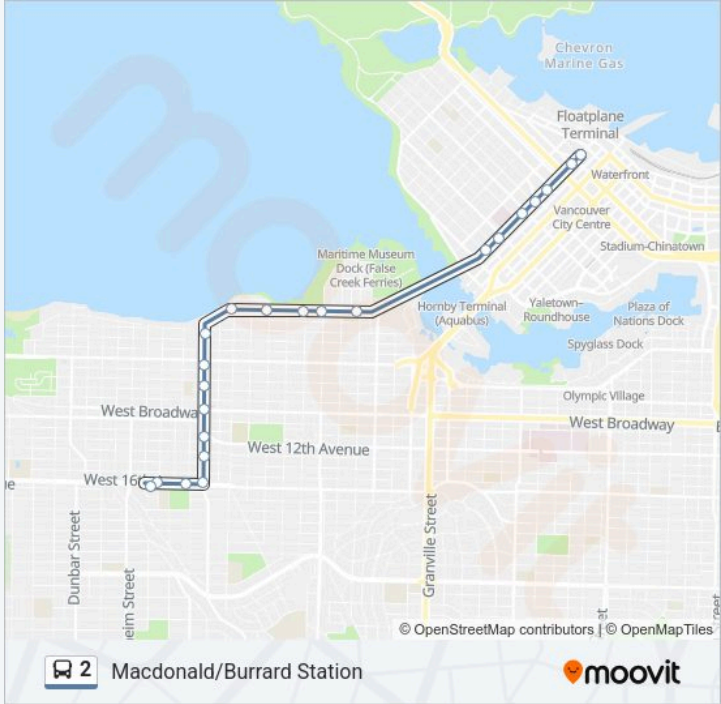 Chevron
Marine Gas
Floatplane
Terminal
Waterfront
Vancouver
City Centre
Stadium-Chinatown
Maritime Museum
Dock (False
Creek Ferries)
Hornby Terminal
(Aquabus)
Yaletown–
Roundhouse
Plaza of
Nations Dock
Spyglass Dock
Olympic Village
West Broadwa
West Broadway
West 12th Avenue
West 16t
Dunbar Street
eim Street
Granville Street
© OpenStreetMap contributors | © OpenMapTiles
2 Macdonald/Burrard Station
moovit